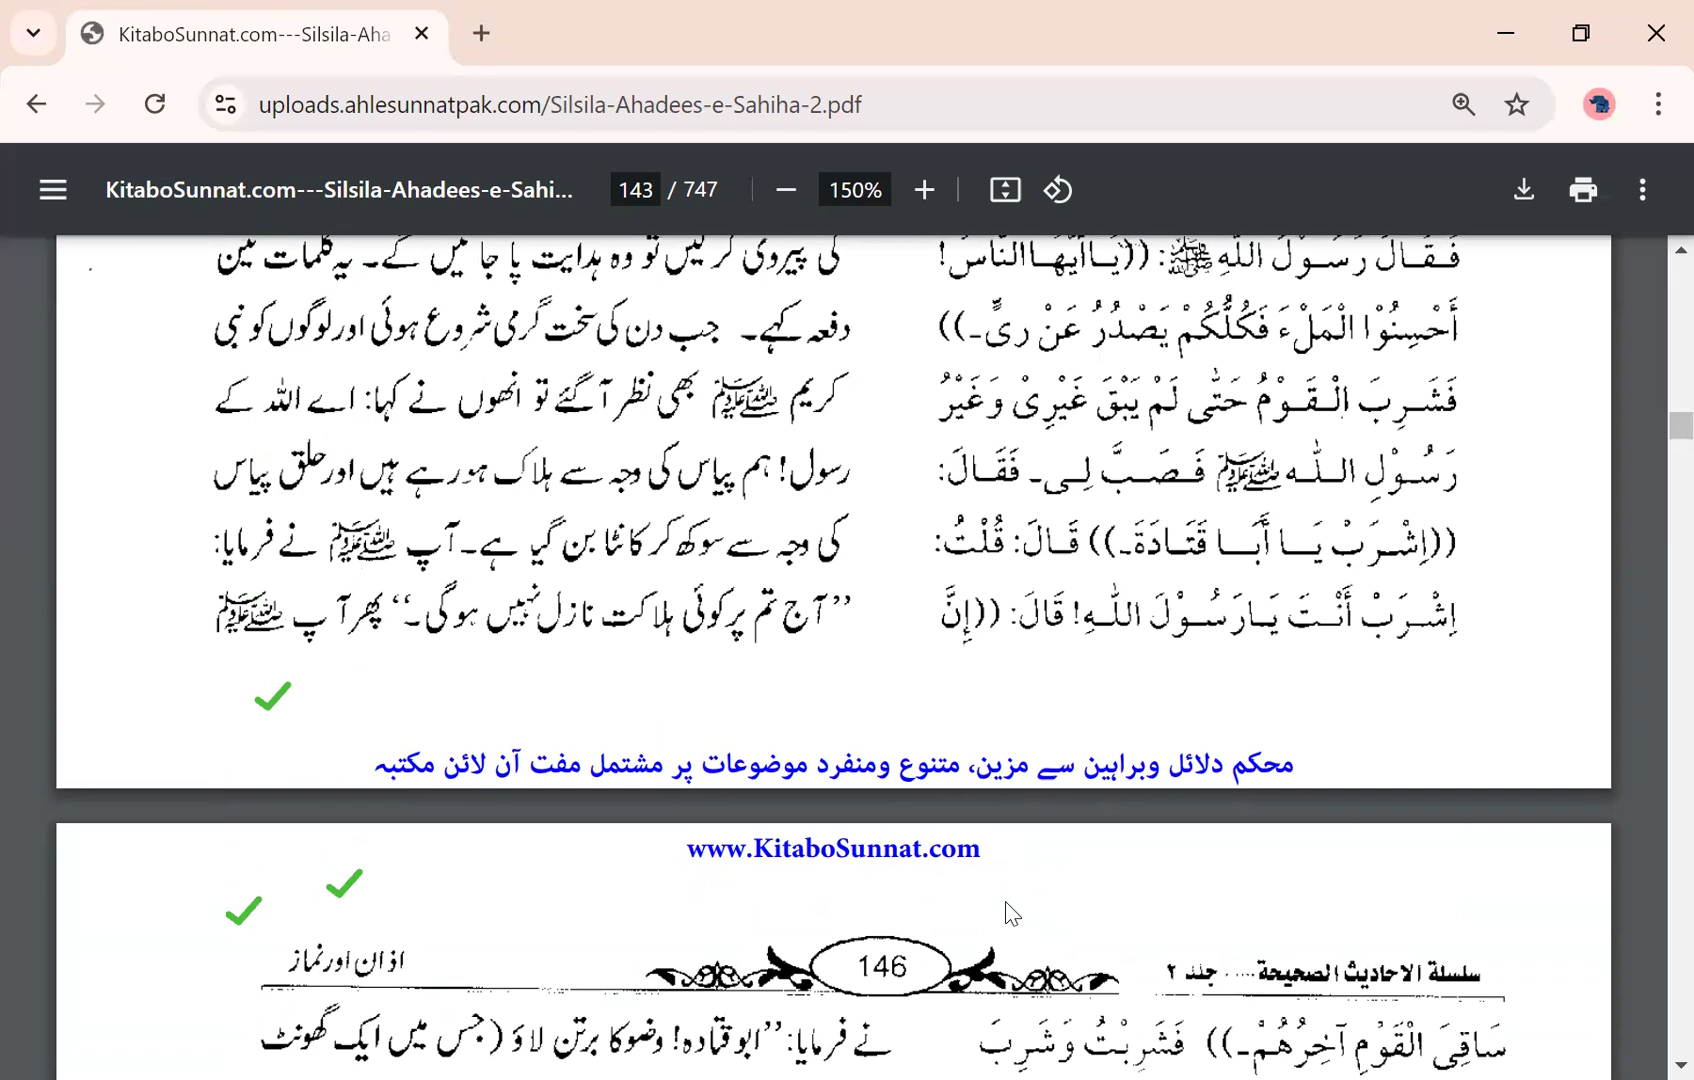 KitaboSunnat.com---Silsila-Aha
uploads.ahlesunnatpak.com/Silsila-Ahadees-e-Sahiha-2.pdf
KitaboSunnat.com---Silsila-Ahadees-e-Sahi...
143 / 747
150%
فَقَالَ رَسُوْلُ اللّٰهِ ﷺ: ((يَا أَيُّهَا النَّاسُ!
أَحْسِنُوْا الْمَلْءَ فَكُلُّكُمْ يَصْدُرُ عَنْ رِيٍّ۔))
فَشَرِبَ الْقَوْمُ حَتّٰى لَمْ يَبْقَ غَيْرِيْ وَغَيْرُ
رَسُوْلِ اللّٰهِ ﷺ فَصَبَّ لِي۔ فَقَالَ:
((اِشْرَبْ يَا أَبَا قَتَادَةَ۔)) قَالَ: قُلْتُ:
اِشْرَبْ أَنْتَ يَارَسُوْلَ اللّٰهِ! قَالَ: ((إِنَّ
کی پیروی کر لیں تو وہ ہدایت پا جائیں گے۔ یہ کلمات تین
دفعہ کہے۔ جب دن کی سخت گرمی شروع ہوئی اور لوگوں کو نبی
کریم ﷺ بھی نظر آ گئے تو انھوں نے کہا: اے اللہ کے
رسول! ہم پیاس کی وجہ سے ہلاک ہو رہے ہیں اور حلق پیاس
کی وجہ سے سوکھ کر کانٹا بن گیا ہے۔ آپ ﷺ نے فرمایا:
’’آج تم پر کوئی ہلاکت نازل نہیں ہو گی۔‘‘ پھر آپ ﷺ
محکم دلائل وبراہین سے مزین، متنوع ومنفرد موضوعات پر مشتمل مفت آن لائن مکتبہ
www.KitaboSunnat.com
سلسلة الاحادیث الصحیحة .... جلد ۲
146
اذان اور نماز
سَاقِيَ الْقَوْمِ آخِرُهُمْ۔)) فَشَرِبْتُ وَشَرِبَ
نے فرمایا: ’’ابو قتادہ! وضو کا برتن لاؤ (جس میں ایک گھونٹ